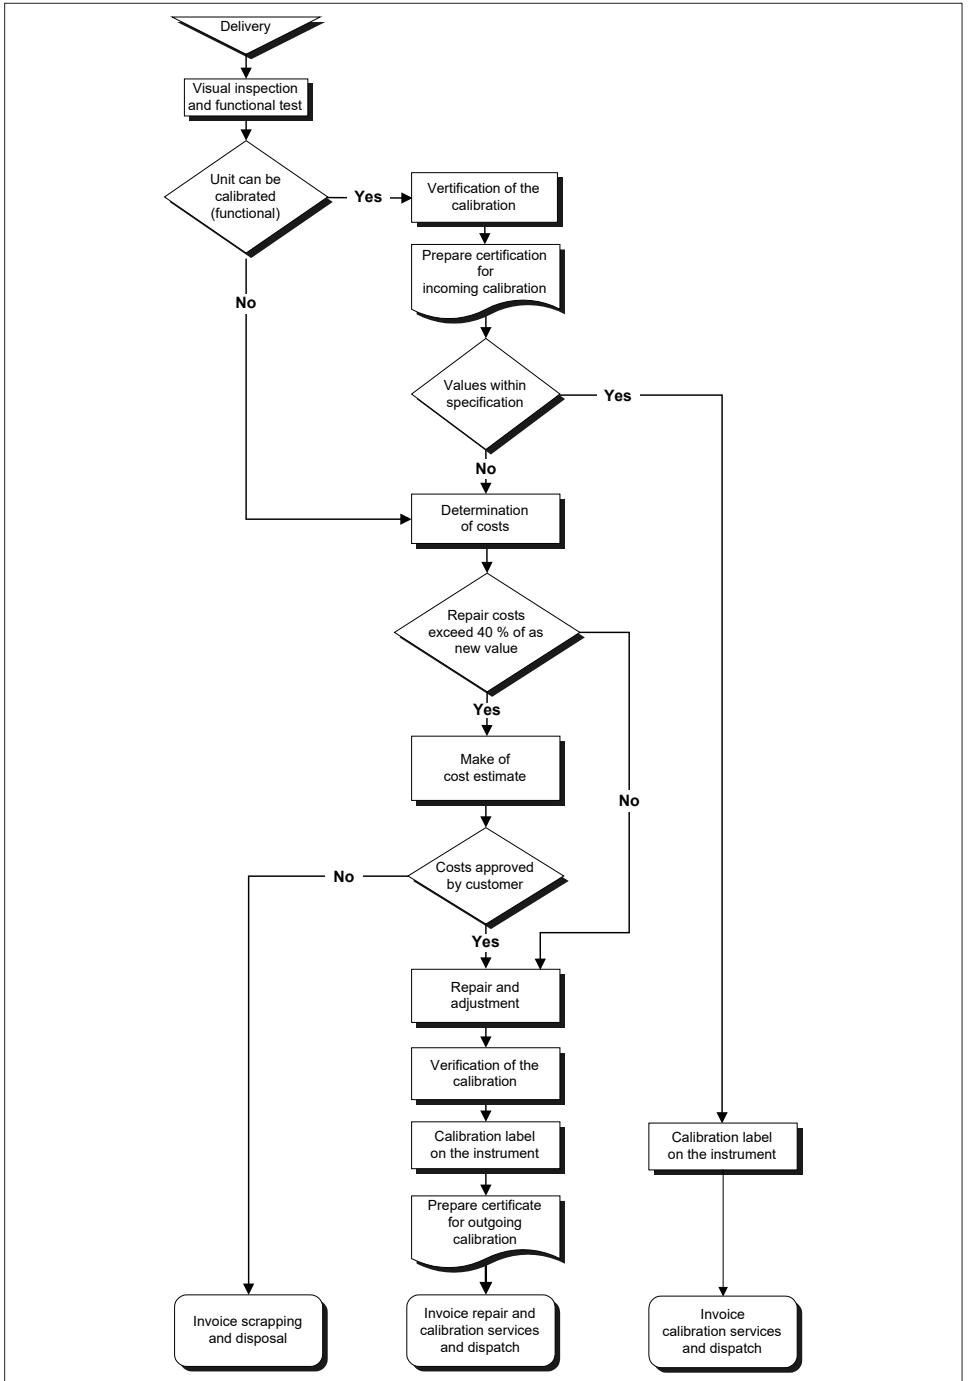 Delivery
Visual inspection
and functional test
Unit can be
calibrated
(functional)
Yes
Vertification of the
calibration
Prepare certification
for
incoming calibration
No
Values within
specification
Yes
No
Determination
of costs
Repair costs
exceed 40 % of as
new value
Yes
Make of
cost estimate
No
Costs approved
by customer
No
Yes
Repair and
adjustment
Verification of the
calibration
Calibration label
on the instrument
Calibration label
on the instrument
Prepare certificate
for outgoing
calibration
Invoice scrapping
and disposal
Invoice repair and
calibration services
and dispatch
Invoice
calibration services
and dispatch